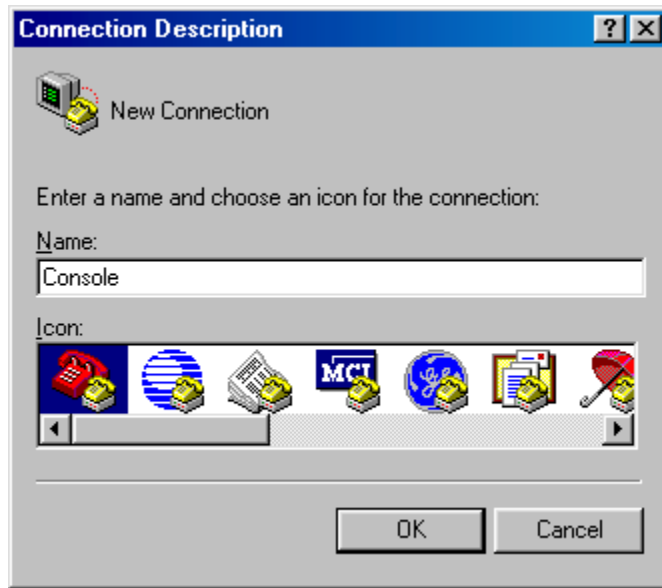 Connection Description
New Connection
Enter a name and choose an icon for the connection:
Name:
Console
Icon:
MCI
OK Cancel